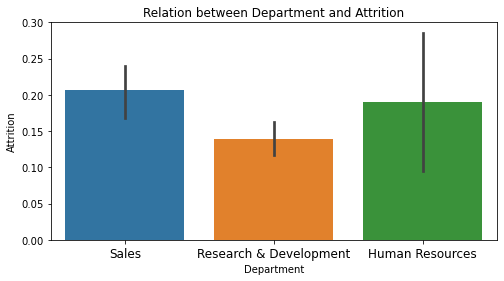 Relation between Department and Attrition
0.30
0.25
0.20
0.15
0.10
0.05
0.00
Attrition
Sales
Research & Development
Human Resources
Department